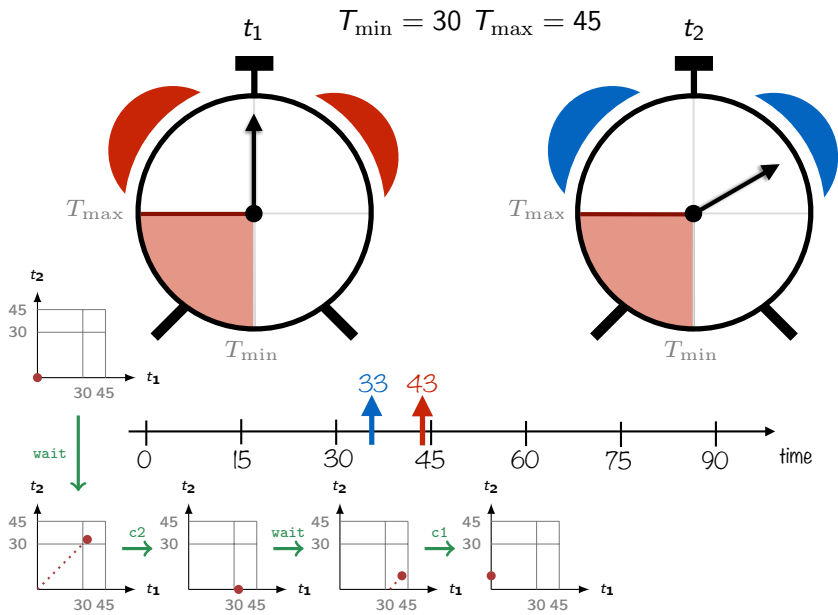 t₁ T_min = 30 T_max = 45 t₂
T_max T_max
T_min T_min
t₂
45
30
t₁
30 45
33 43
wait
0 15 30 45 60 75 90 time
t₂ t₂ t₂ t₂
45 45 45 45
30 c2 30 wait 30 c1 30
t₁ t₁ t₁ t₁
30 45 30 45 30 45 30 45